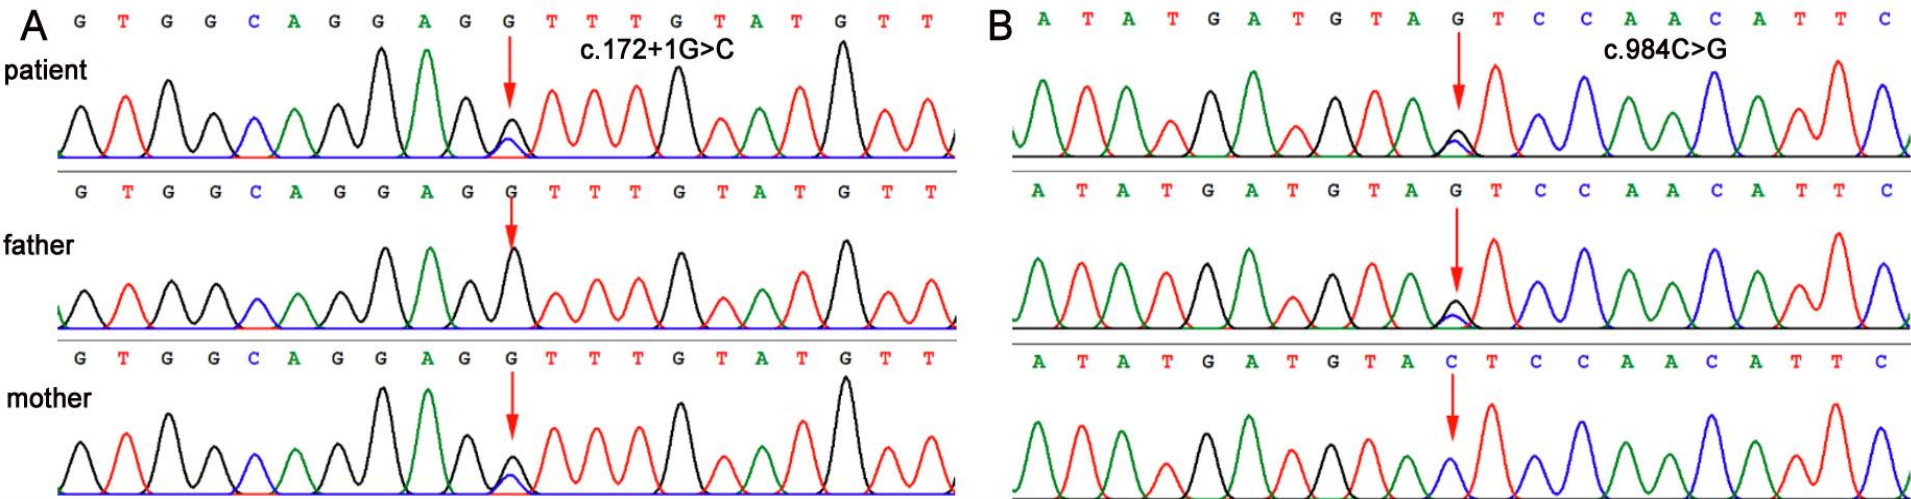 A
G T G G C A G G A G G T T T G T A T G T T
c.172+1G>C
patient
G T G G C A G G A G G T T T G T A T G T T
father
G T G G C A G G A G G T T T G T A T G T T
mother
B
A T A T G A T G T A G T C C A A C A T T C
c.984C>G
A T A T G A T G T A G T C C A A C A T T C
A T A T G A T G T A C T C C A A C A T T C